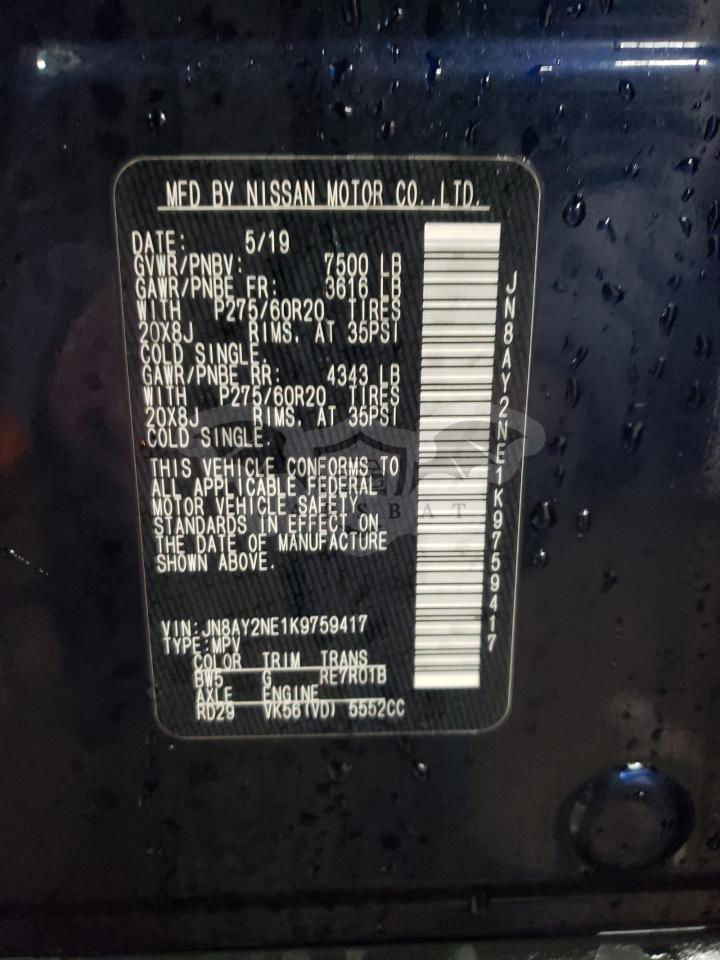 MFD BY NISSAN MOTOR CO.,LTD.
DATE: 5/19
GVWR/PNBV: 7500 LB
GAWR/PNBE FR: 3616 LB
WITH P275/60R20 TIRES
20X8J RIMS. AT 35PSI
COLD SINGLE.
GAWR/PNBE RR: 4343 LB
WITH P275/60R20 TIRES
20X8J RIMS. AT 35PSI
COLD SINGLE.
THIS VEHICLE CONFORMS TO
ALL APPLICABLE FEDERAL
MOTOR VEHICLE SAFETY
STANDARDS IN EFFECT ON
THE DATE OF MANUFACTURE
SHOWN ABOVE.
VIN:JN8AY2NE1K9759417
TYPE:MPV
COLOR TRIM TRANS
BW5 G RE7R01B
AXLE ENGINE
RD29 VK56(VD) 5552CC
JN8AY2NE1K9759417